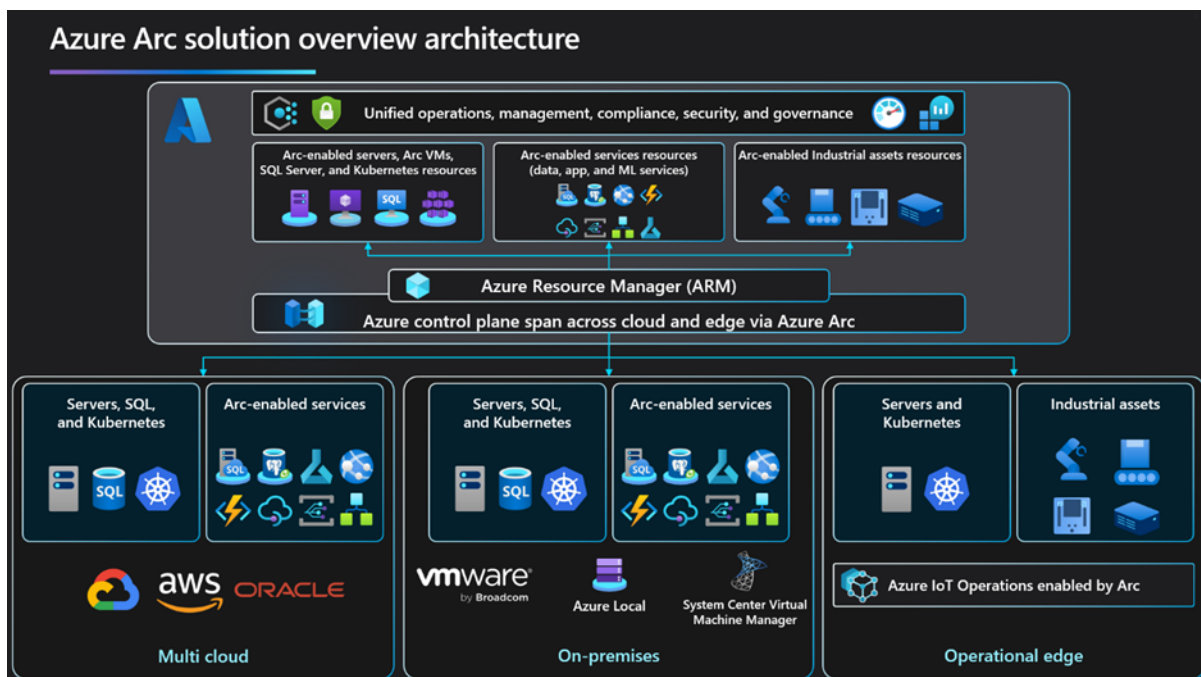 Azure Arc solution overview architecture
Unified operations, management, compliance, security, and governance
Arc-enabled servers, Arc VMs,
SQL Server, and Kubernetes resources
SQL
Arc-enabled services resources
(data, app, and ML services)
SQL
Arc-enabled Industrial assets resources
Azure Resource Manager (ARM)
Azure control plane span across cloud and edge via Azure Arc
Servers, SQL,
and Kubernetes
SQL
Arc-enabled services
SQL
Google Cloud logo omitted
aws
ORACLE
Multi cloud
Servers, SQL,
and Kubernetes
SQL
Arc-enabled services
SQL
vmware®
by Broadcom
Azure Local
System Center Virtual
Machine Manager
On-premises
Servers and
Kubernetes
Industrial assets
Azure IoT Operations enabled by Arc
Operational edge